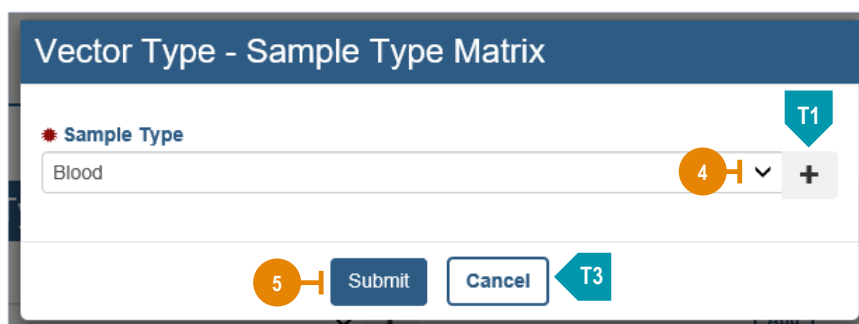 Vector Type - Sample Type Matrix
T1
✹ Sample Type
Blood
4
+
5
Submit
Cancel
T3